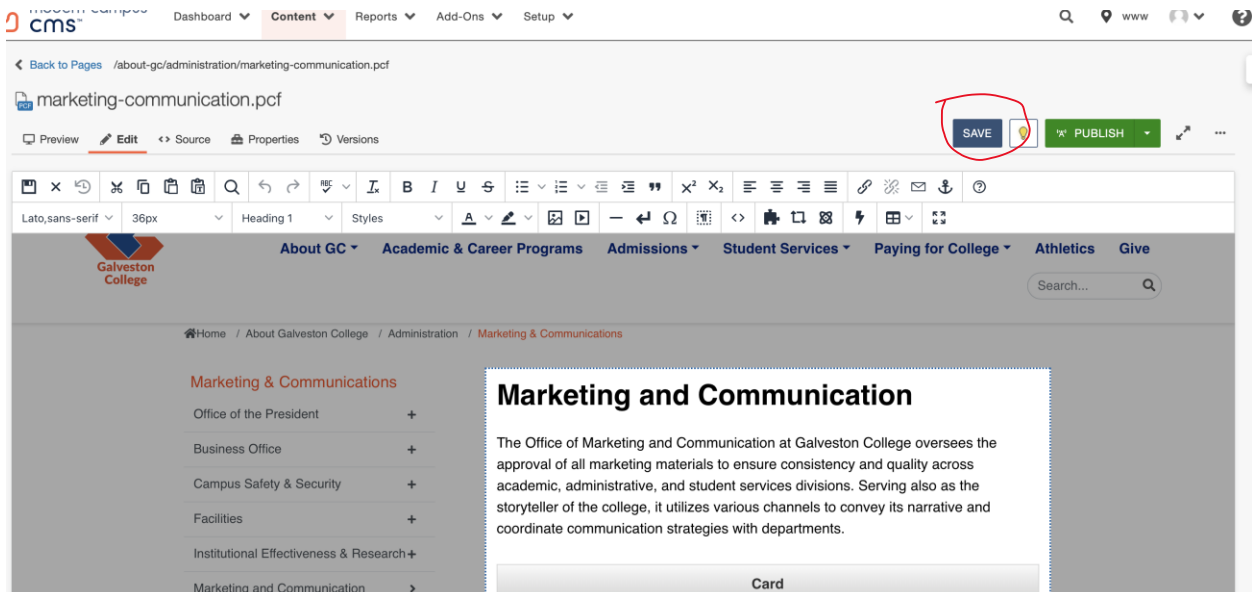 cms™
Dashboard Content Reports Add-Ons Setup www
Back to Pages /about-gc/administration/marketing-communication.pcf
PCF marketing-communication.pcf
Preview Edit Source Properties Versions SAVE PUBLISH
Lato,sans-serif 36px Heading 1 Styles
About GC Academic & Career Programs Admissions Student Services Paying for College Athletics Give
Galveston
College
Search...
Home / About Galveston College / Administration / Marketing & Communications
Marketing & Communications
Office of the President
Business Office
Campus Safety & Security
Facilities
Institutional Effectiveness & Research
Marketing and Communication
Marketing and Communication
The Office of Marketing and Communication at Galveston College oversees the
approval of all marketing materials to ensure consistency and quality across
academic, administrative, and student services divisions. Serving also as the
storyteller of the college, it utilizes various channels to convey its narrative and
coordinate communication strategies with departments.
Card